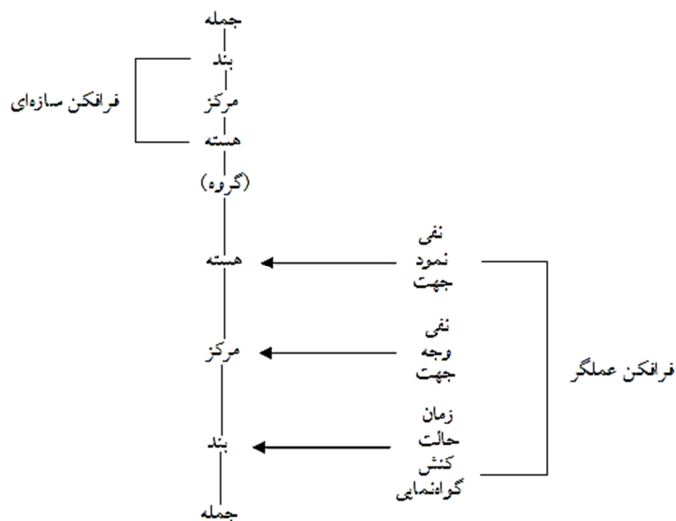 جمله
بند
مرکز
هسته
(گروه)
فرافکن سازه‌ای
نفی
نمود
جهت
هسته
نفی
وجه
جهت
مرکز
زمان
حالت
کنش
گواه‌نمایی
بند
جمله
فرافکن عملگر